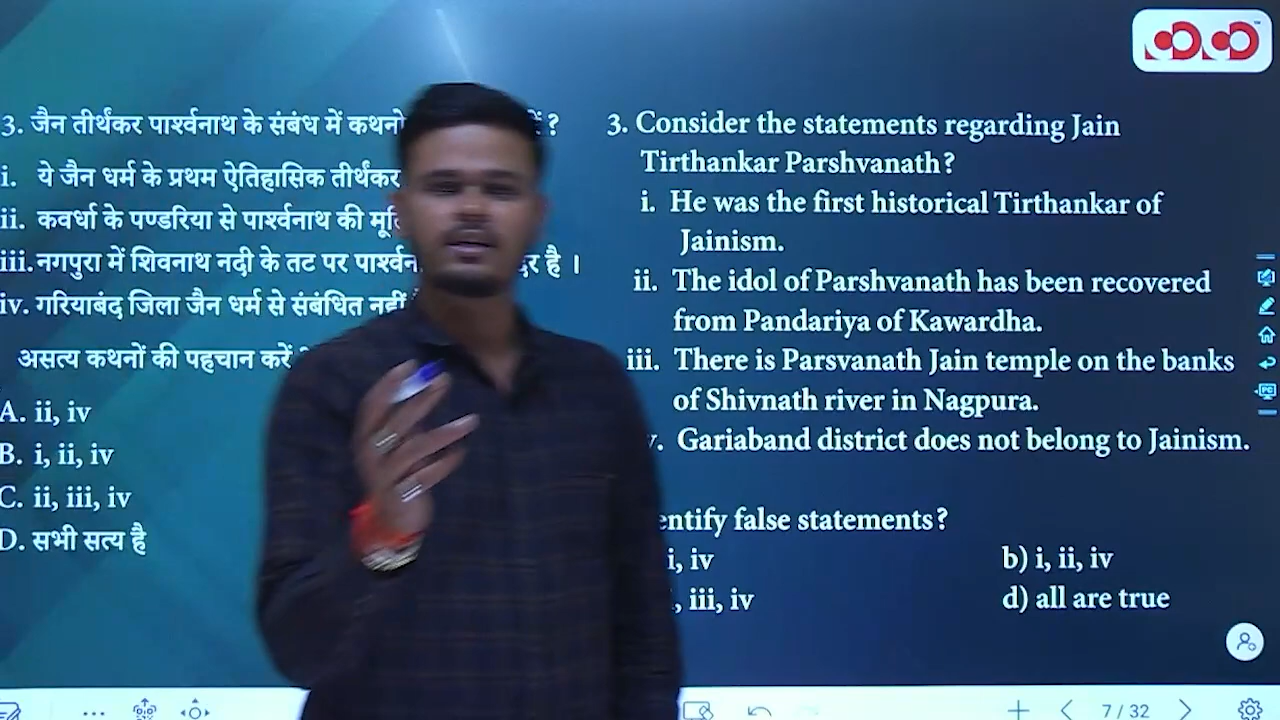 3. जैन तीर्थंकर पार्श्वनाथ के संबंध में कथनो ?
i. ये जैन धर्म के प्रथम ऐतिहासिक तीर्थंकर
ii. कवर्धा के पण्डरिया से पार्श्वनाथ की
iii. नगपुरा में शिवनाथ नदी के तट पर है ।
iv. गरियाबंद जिला जैन धर्म से संबंधित नहीं
असत्य कथनों की पहचान करें
A. ii, iv
B. i, ii, iv
C. ii, iii, iv
D. सभी सत्य है
3. Consider the statements regarding Jain
Tirthankar Parshvanath?
i. He was the first historical Tirthankar of
Jainism.
ii. The idol of Parshvanath has been recovered
from Pandariya of Kawardha.
iii. There is Parsvanath Jain temple on the banks
of Shivnath river in Nagpura.
v. Gariaband district does not belong to Jainism.
entify false statements?
i, iv
b) i, ii, iv
, iii, iv
d) all are true
7 / 32